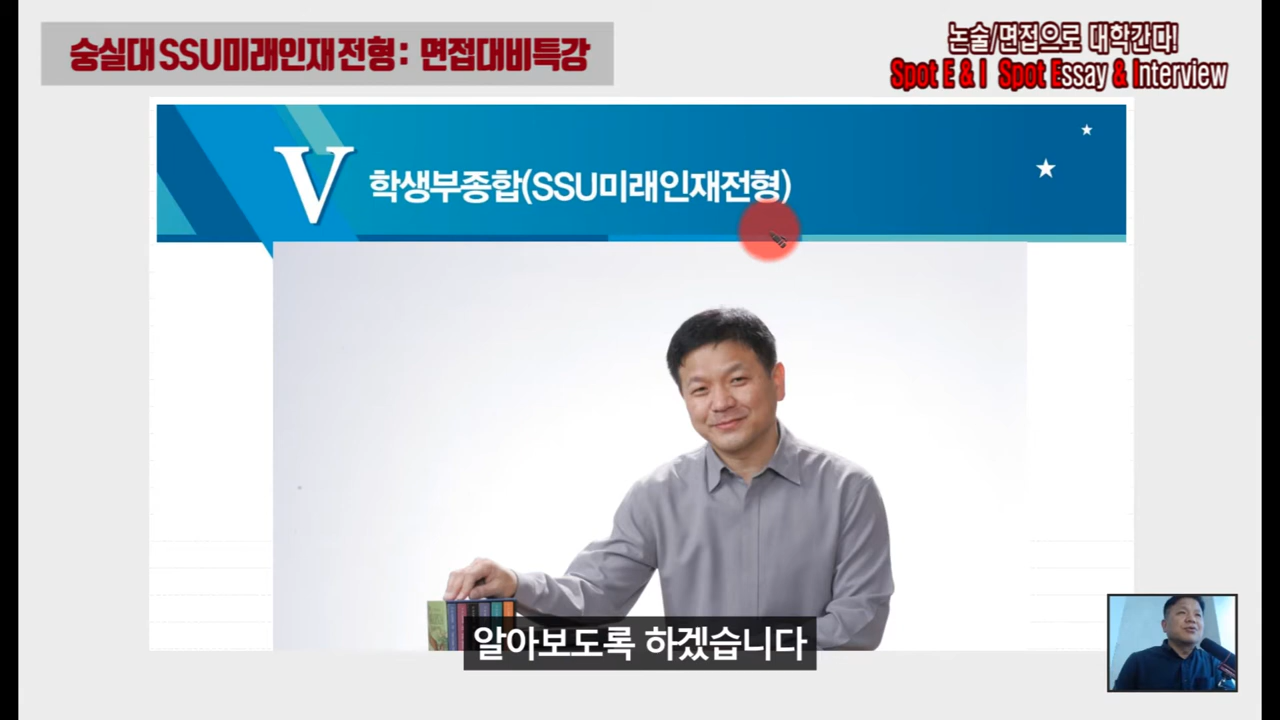 숭실대 SSU미래인재 전형 : 면접대비특강
논술/면접으로 대학간다!
Spot E & I Spot Essay & Interview
V 학생부종합(SSU미래인재전형)
알아보도록 하겠습니다